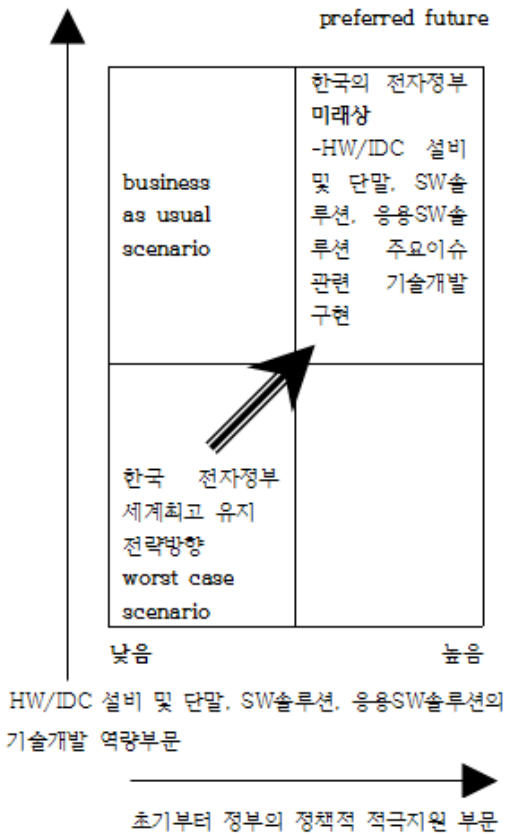 preferred future
business
as usual
scenario
한국의 전자정부
미래상
-HW/IDC 설비
및 단말, SW솔
루션, 응용SW솔
루션 주요이슈
관련 기술개발
구현
한국 전자정부
세계최고 유지
전략방향
worst case
scenario
낮음 높음
HW/IDC 설비 및 단말, SW솔루션, 응용SW솔루션의
기술개발 역량부문
초기부터 정부의 정책적 적극지원 부문